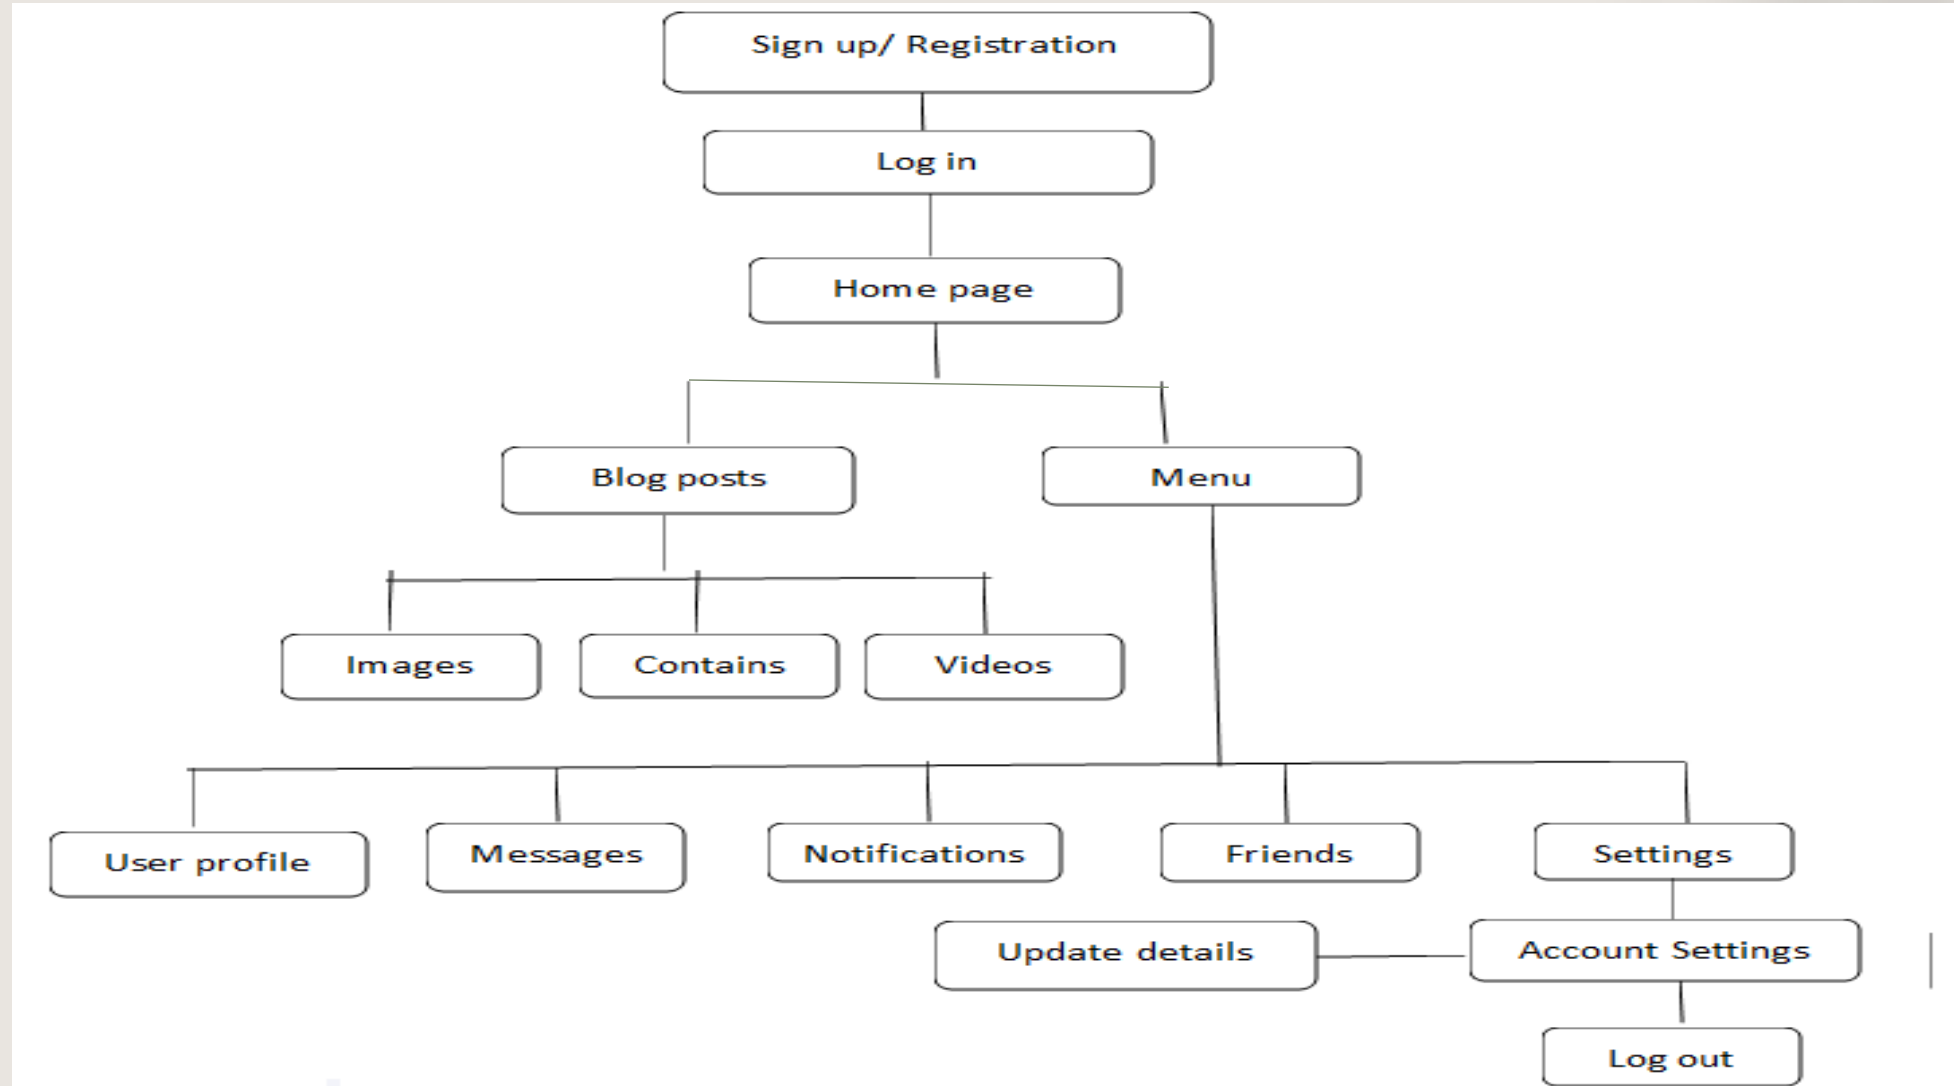 Sign up/ Registration
Log in
Home page
Blog posts
Menu
Images
Contains
Videos
User profile
Messages
Notifications
Friends
Settings
Update details
Account Settings
Log out